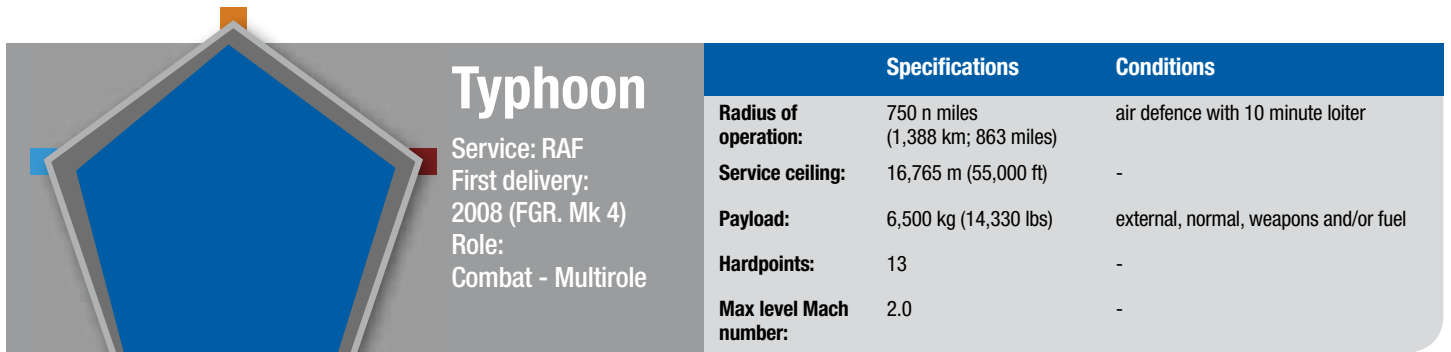 Typhoon
Service: RAF
First delivery:
2008 (FGR. Mk 4)
Role:
Combat - Multirole
Specifications Conditions
Radius of
operation:
750 n miles
(1,388 km; 863 miles)
air defence with 10 minute loiter
Service ceiling: 16,765 m (55,000 ft) -
Payload: 6,500 kg (14,330 lbs) external, normal, weapons and/or fuel
Hardpoints: 13 -
Max level Mach
number:
2.0 -